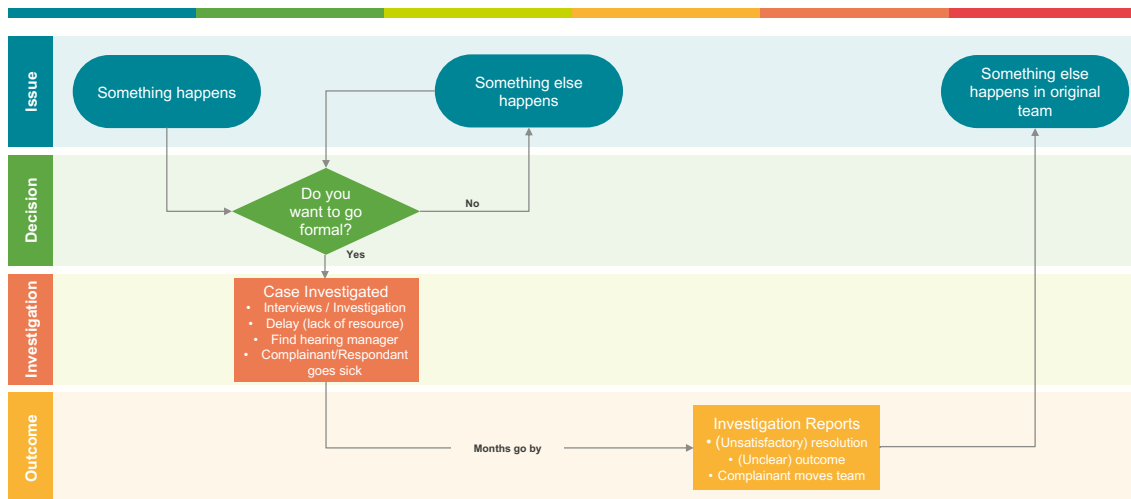 Issue
Something happens
Something else
happens
Something else
happens in original
team
Decision
Do you
want to go
formal?
No
Yes
Investigation
Case Investigated
• Interviews / Investigation
• Delay (lack of resource)
• Find hearing manager
• Complainant/Respondant
goes sick
Outcome
Months go by
Investigation Reports
• (Unsatisfactory) resolution
• (Unclear) outcome
• Complainant moves team